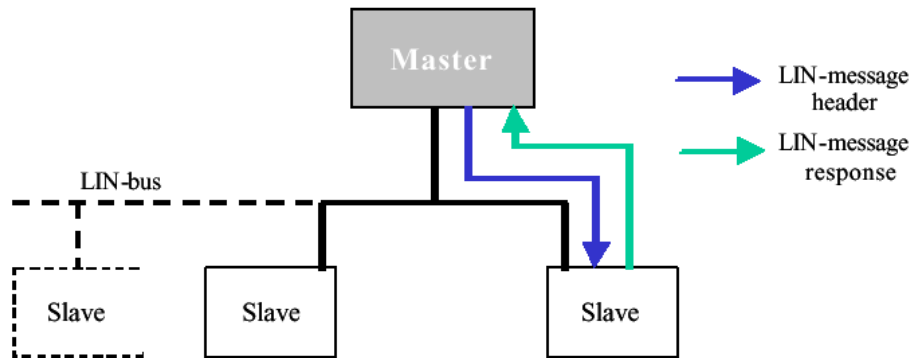 Master
LIN-message
header
LIN-message
response
LIN-bus
Slave
Slave
Slave